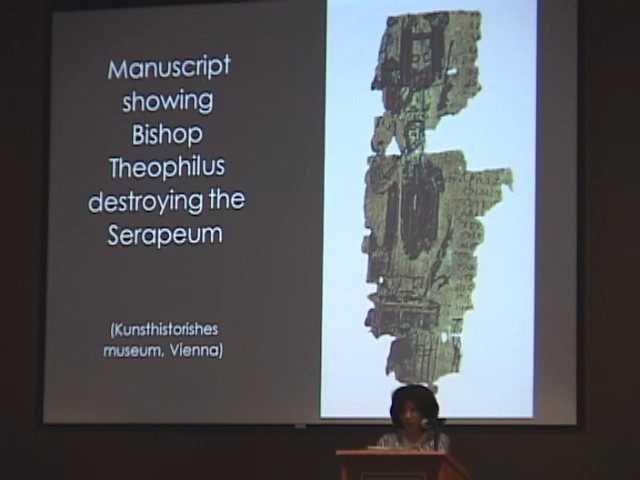 Manuscript
showing
Bishop
Theophilus
destroying the
Serapeum
(Kunsthistorishes
museum, Vienna)